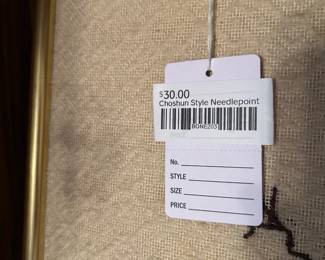 $30.00
Choshun Style Needlepoint
BONE203
No.
STYLE
SIZE
PRICE